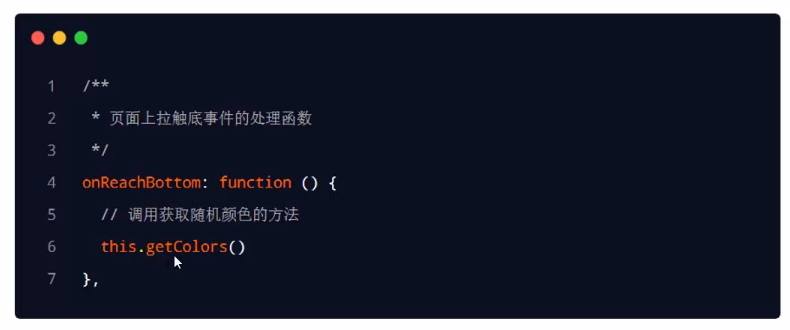 1 /**
2 * 页面上拉触底事件的处理函数
3 */
4 onReachBottom: function () {
5 // 调用获取随机颜色的方法
6 this.getColors()
7 },